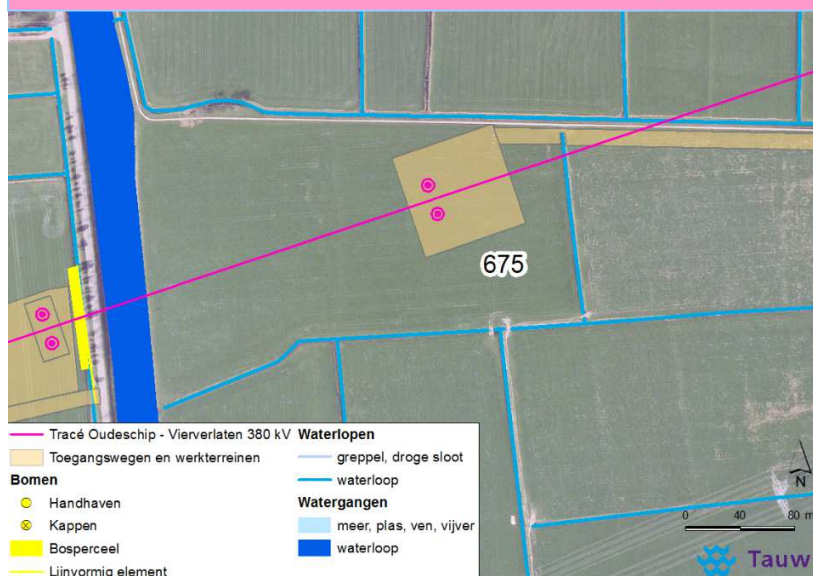 675
Tracé Oudeschip - Vierverlaten 380 kV
Toegangswegen en werkterreinen
Bomen
Handhaven
Kappen
Bosperceel
Lijnvormig element
Waterlopen
greppel, droge sloot
waterloop
Watergangen
meer, plas, ven, vijver
waterloop
N
0 40 80 m
Tauw